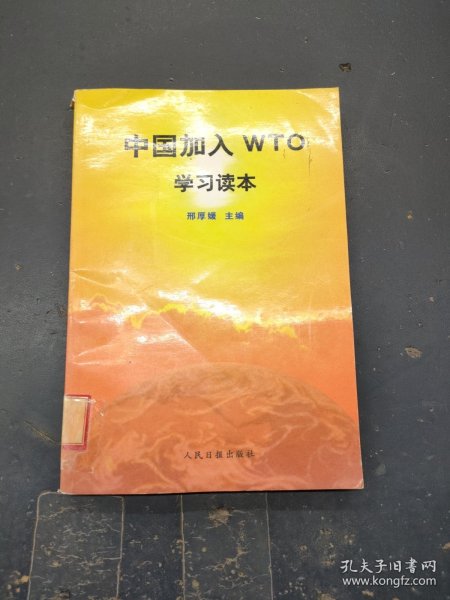 中国加入 WTO
学习读本
邢厚媛 主编
人民日报出版社
孔夫子旧书网
www.kongfz.com